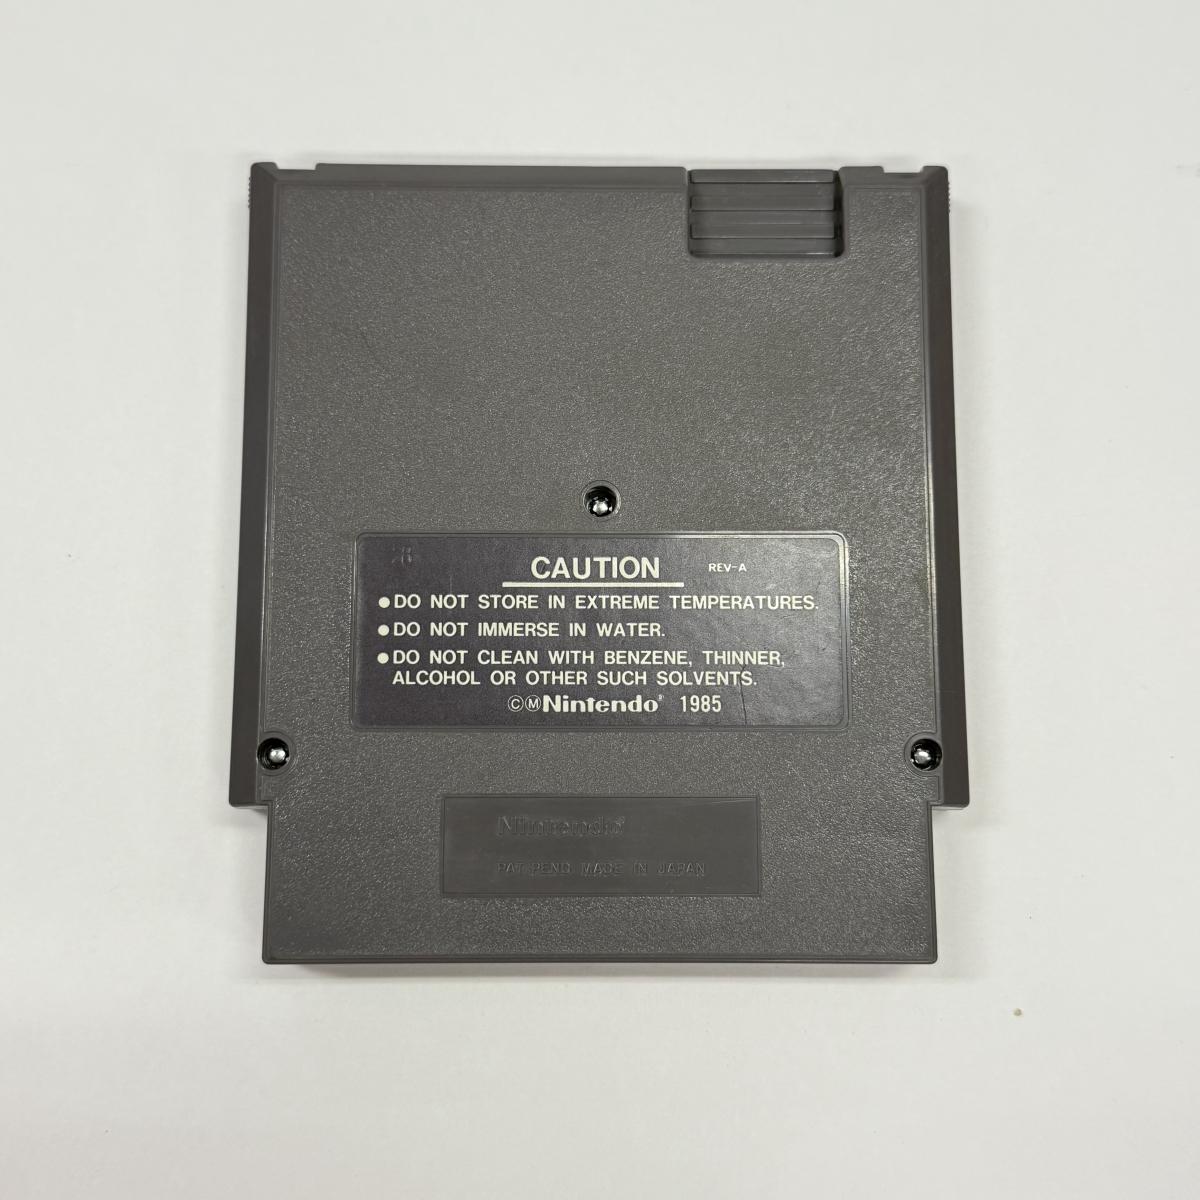 CAUTION REV-A
●DO NOT STORE IN EXTREME TEMPERATURES.
●DO NOT IMMERSE IN WATER.
●DO NOT CLEAN WITH BENZENE, THINNER,
ALCOHOL OR OTHER SUCH SOLVENTS.
©ⓂNintendo® 1985
Nintendo®
PAT. PEND. MADE IN JAPAN